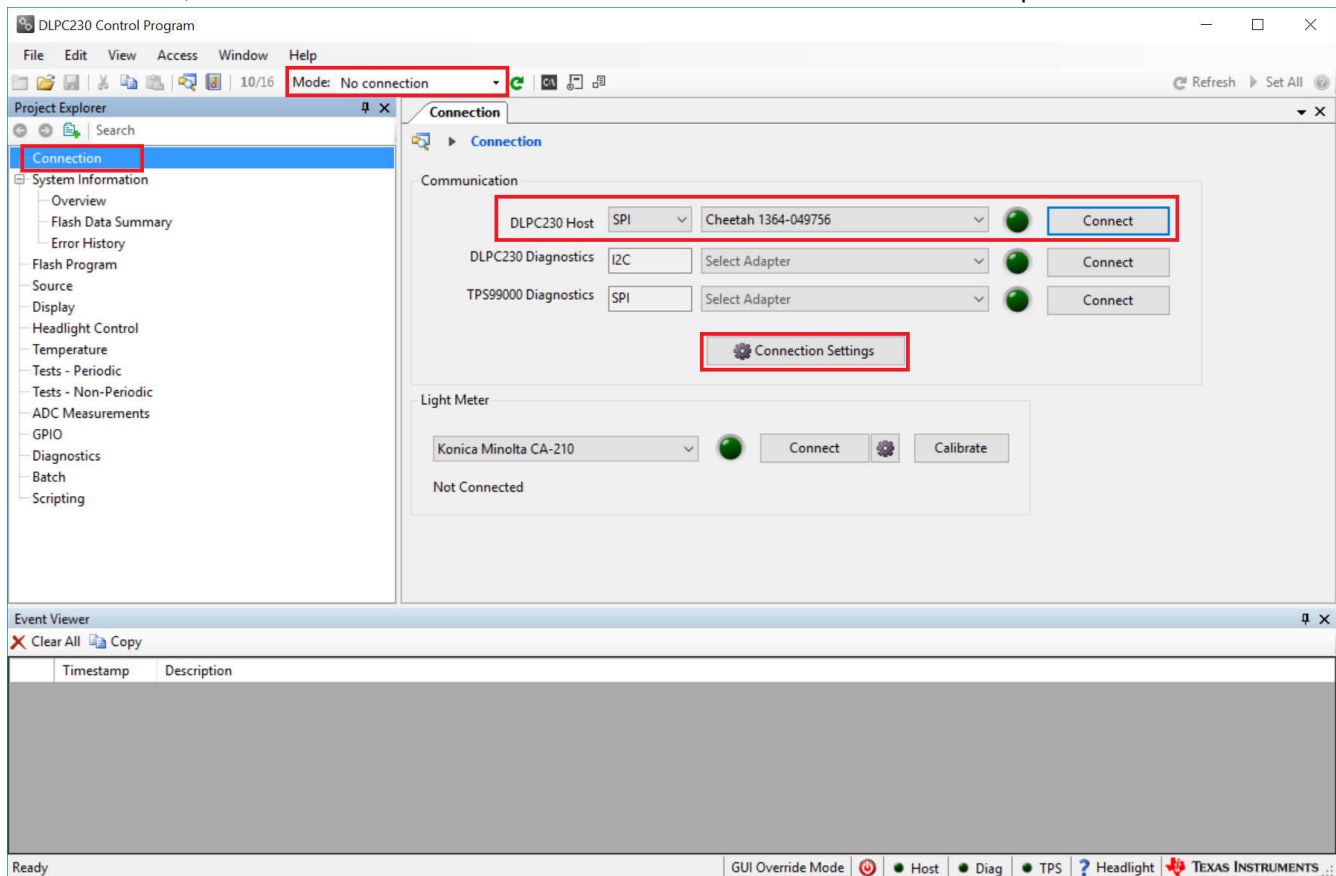 DLPC230 Control Program
File Edit View Access Window Help
10/16 Mode: No connection C:\ Refresh Set All
Project Explorer
Search
Connection
System Information
Overview
Flash Data Summary
Error History
Flash Program
Source
Display
Headlight Control
Temperature
Tests - Periodic
Tests - Non-Periodic
ADC Measurements
GPIO
Diagnostics
Batch
Scripting
Connection
Connection
Communication
DLPC230 Host SPI Cheetah 1364-049756 Connect
DLPC230 Diagnostics I2C Select Adapter Connect
TPS99000 Diagnostics SPI Select Adapter Connect
Connection Settings
Light Meter
Konica Minolta CA-210 Connect Calibrate
Not Connected
Event Viewer
Clear All Copy
Timestamp Description
Ready GUI Override Mode Host Diag TPS ? Headlight TEXAS INSTRUMENTS